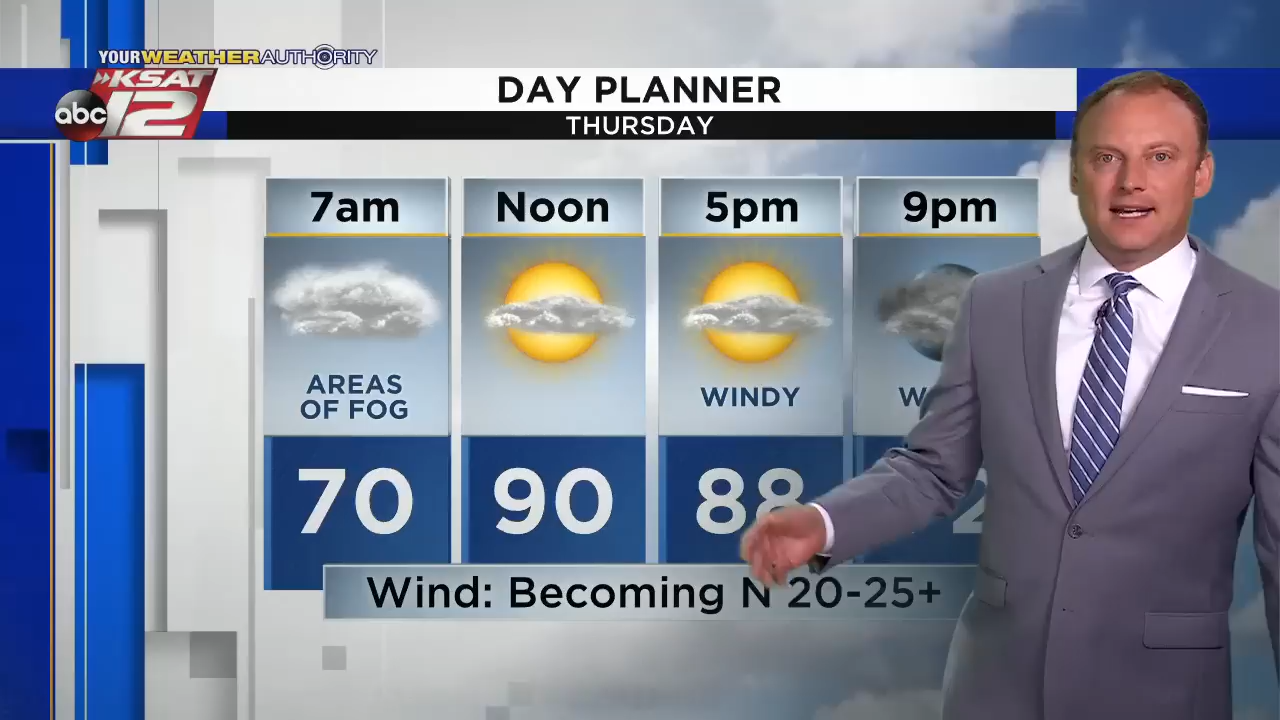 YOUR WEATHER AUTHORITY
KSAT
abc 12
DAY PLANNER
THURSDAY
7am
Noon
5pm
9pm
AREAS
OF FOG
WINDY
70
90
88
Wind: Becoming N 20-25+